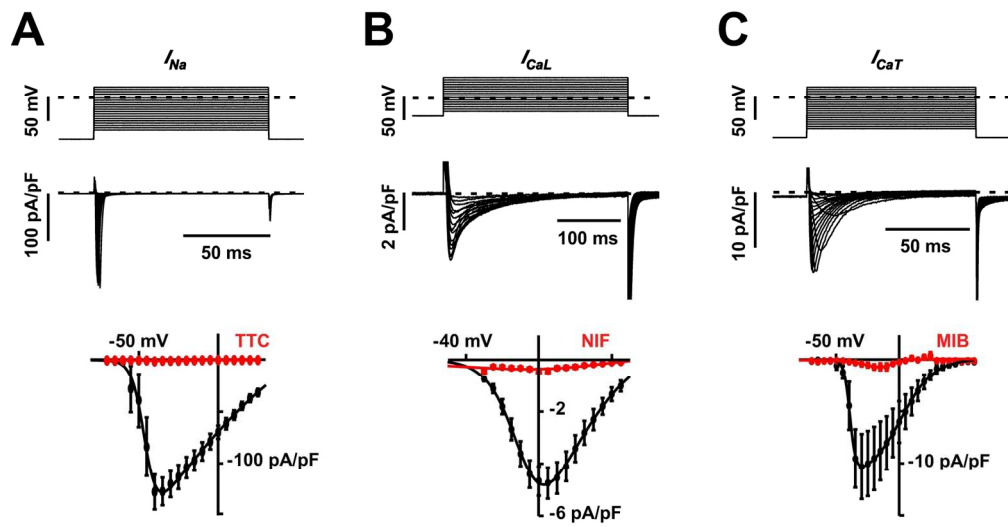 A
I_Na
50 mV
100 pA/pF
50 ms
-50 mV
TTC
-100 pA/pF
B
I_CaL
50 mV
2 pA/pF
100 ms
-40 mV
NIF
-2
-6 pA/pF
C
I_CaT
50 mV
10 pA/pF
50 ms
-50 mV
MIB
-10 pA/pF